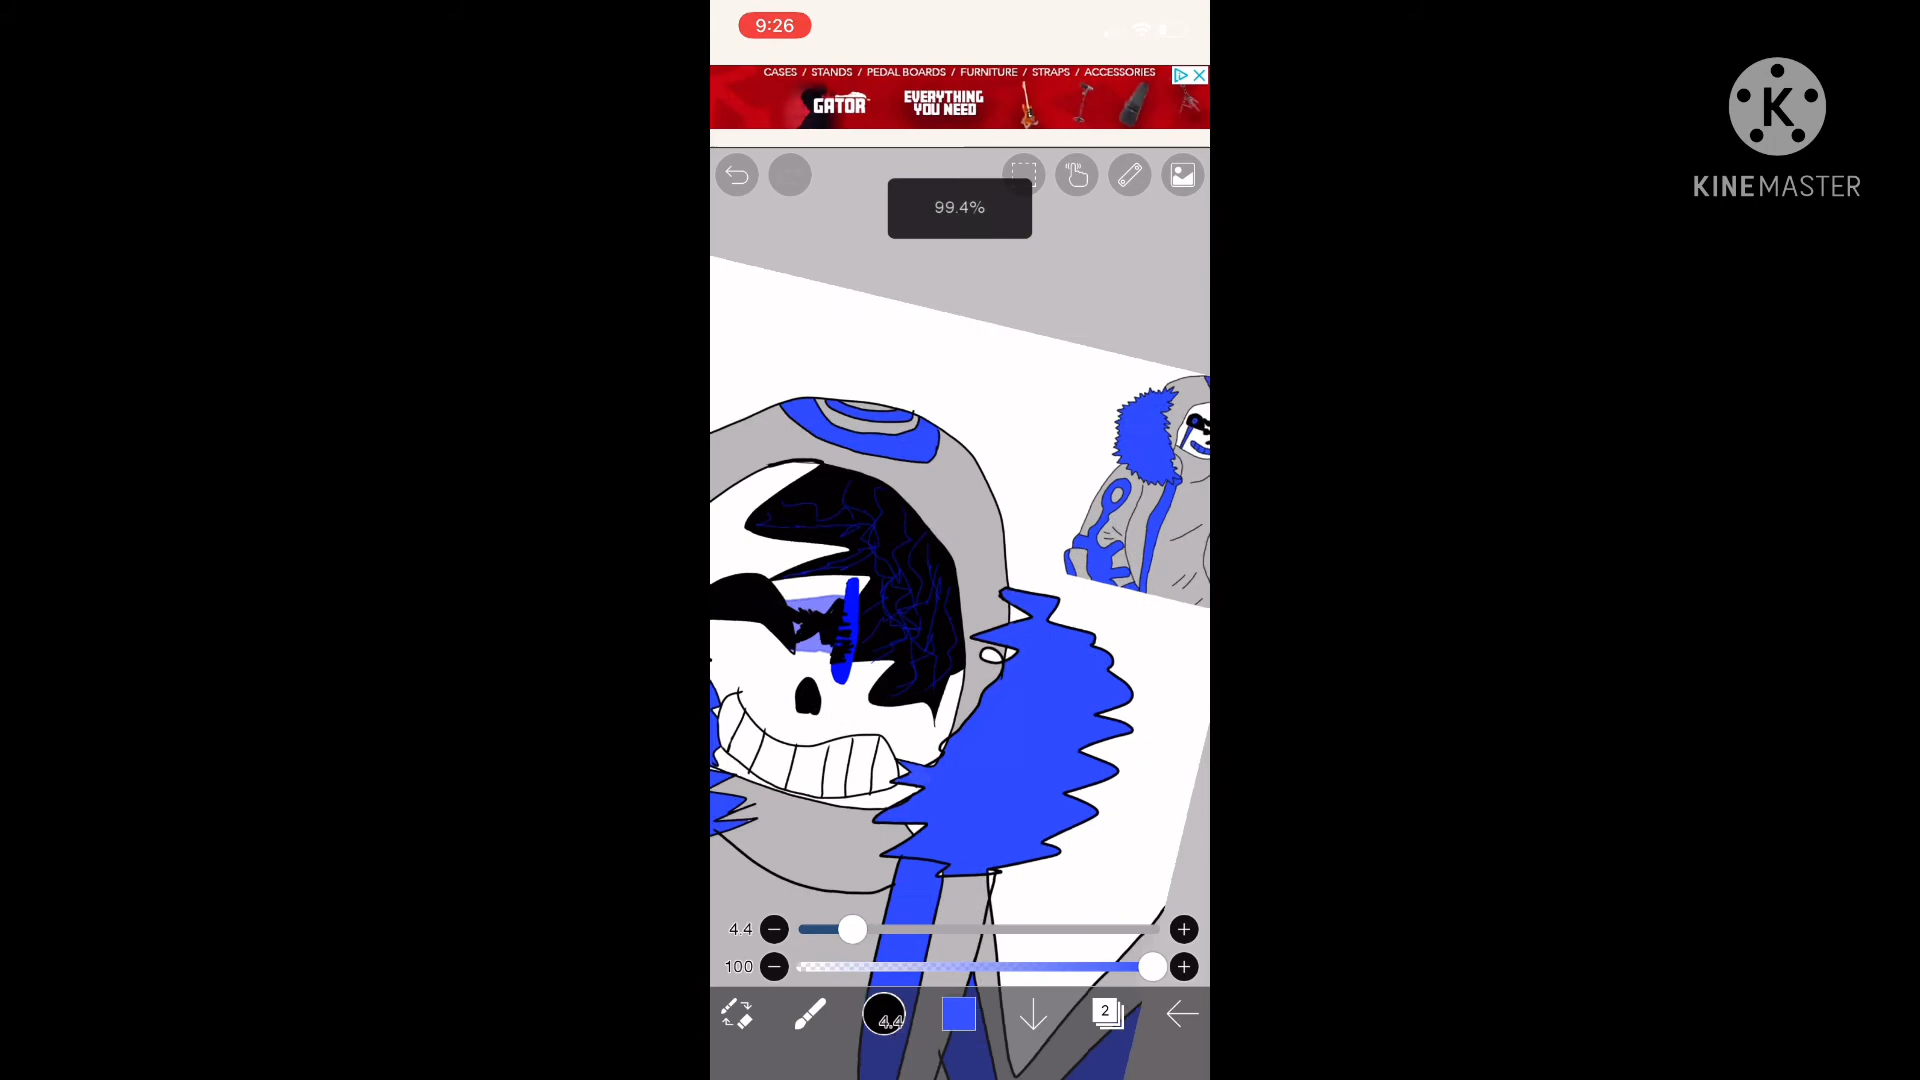 9:26
CASES / STANDS / PEDAL BOARDS / FURNITURE / STRAPS / ACCESSORIES
GATOR
EVERYTHING
YOU NEED
K
KINEMASTER
99.4%
4.4
100
4.4
2